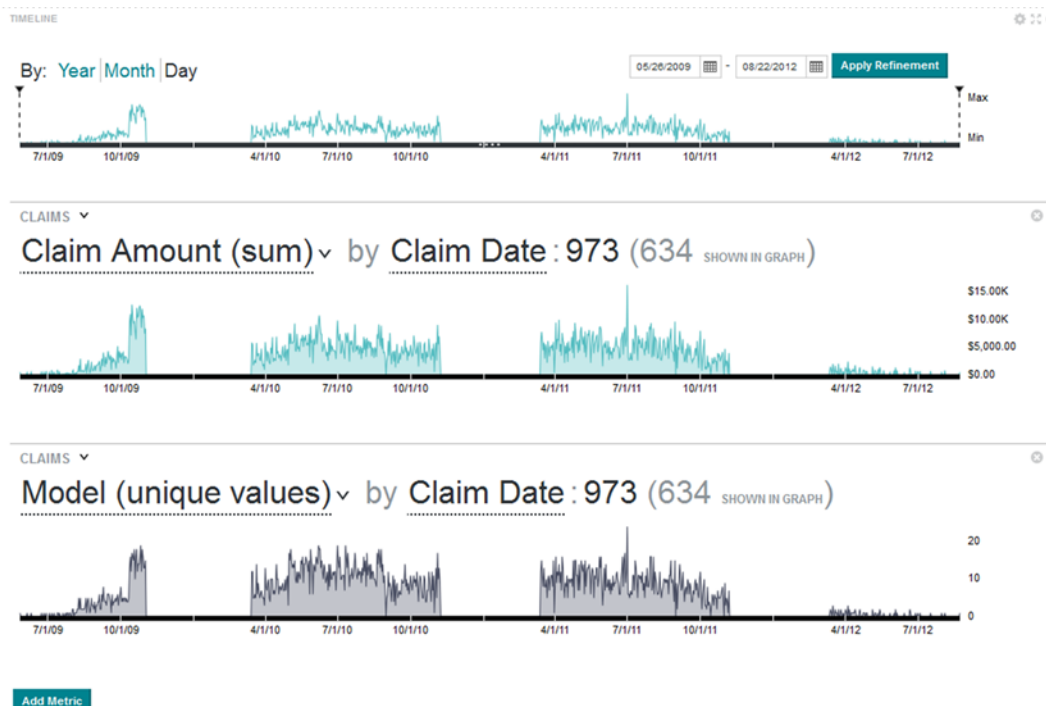 TIMELINE
By: Year Month Day
05/26/2009 - 08/22/2012 Apply Refinement
Max
Min
7/1/09 10/1/09 4/1/10 7/1/10 10/1/10 4/1/11 7/1/11 10/1/11 4/1/12 7/1/12
CLAIMS
Claim Amount (sum) by Claim Date : 973 (634 SHOWN IN GRAPH)
$15.00K
$10.00K
$5,000.00
$0.00
7/1/09 10/1/09 4/1/10 7/1/10 10/1/10 4/1/11 7/1/11 10/1/11 4/1/12 7/1/12
CLAIMS
Model (unique values) by Claim Date : 973 (634 SHOWN IN GRAPH)
20
10
0
7/1/09 10/1/09 4/1/10 7/1/10 10/1/10 4/1/11 7/1/11 10/1/11 4/1/12 7/1/12
Add Metric